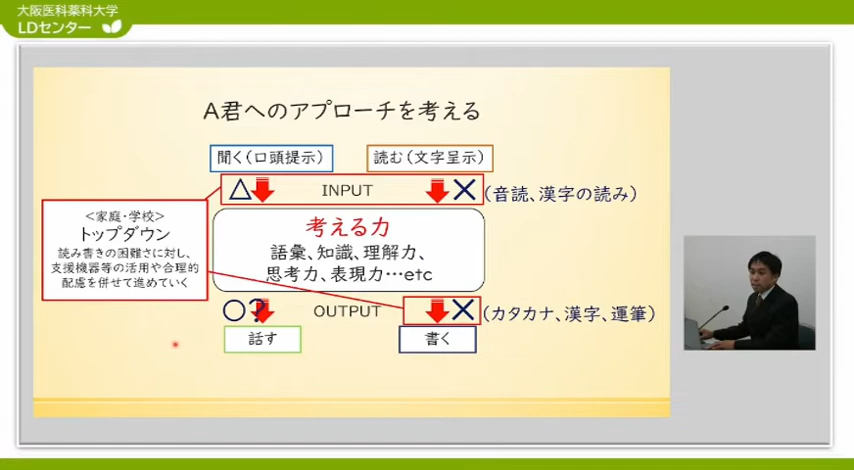 大阪医科薬科大学
LDセンター
A君へのアプローチを考える
聞く(口頭提示)
読む(文字呈示)
△
INPUT
×
(音読、漢字の読み)
<家庭・学校>
トップダウン
読み書きの困難さに対し、
支援機器等の活用や合理的
配慮を併せて進めていく
考える力
語彙、知識、理解力、
思考力、表現力…etc
○?
OUTPUT
×
(カタカナ、漢字、運筆)
話す
書く